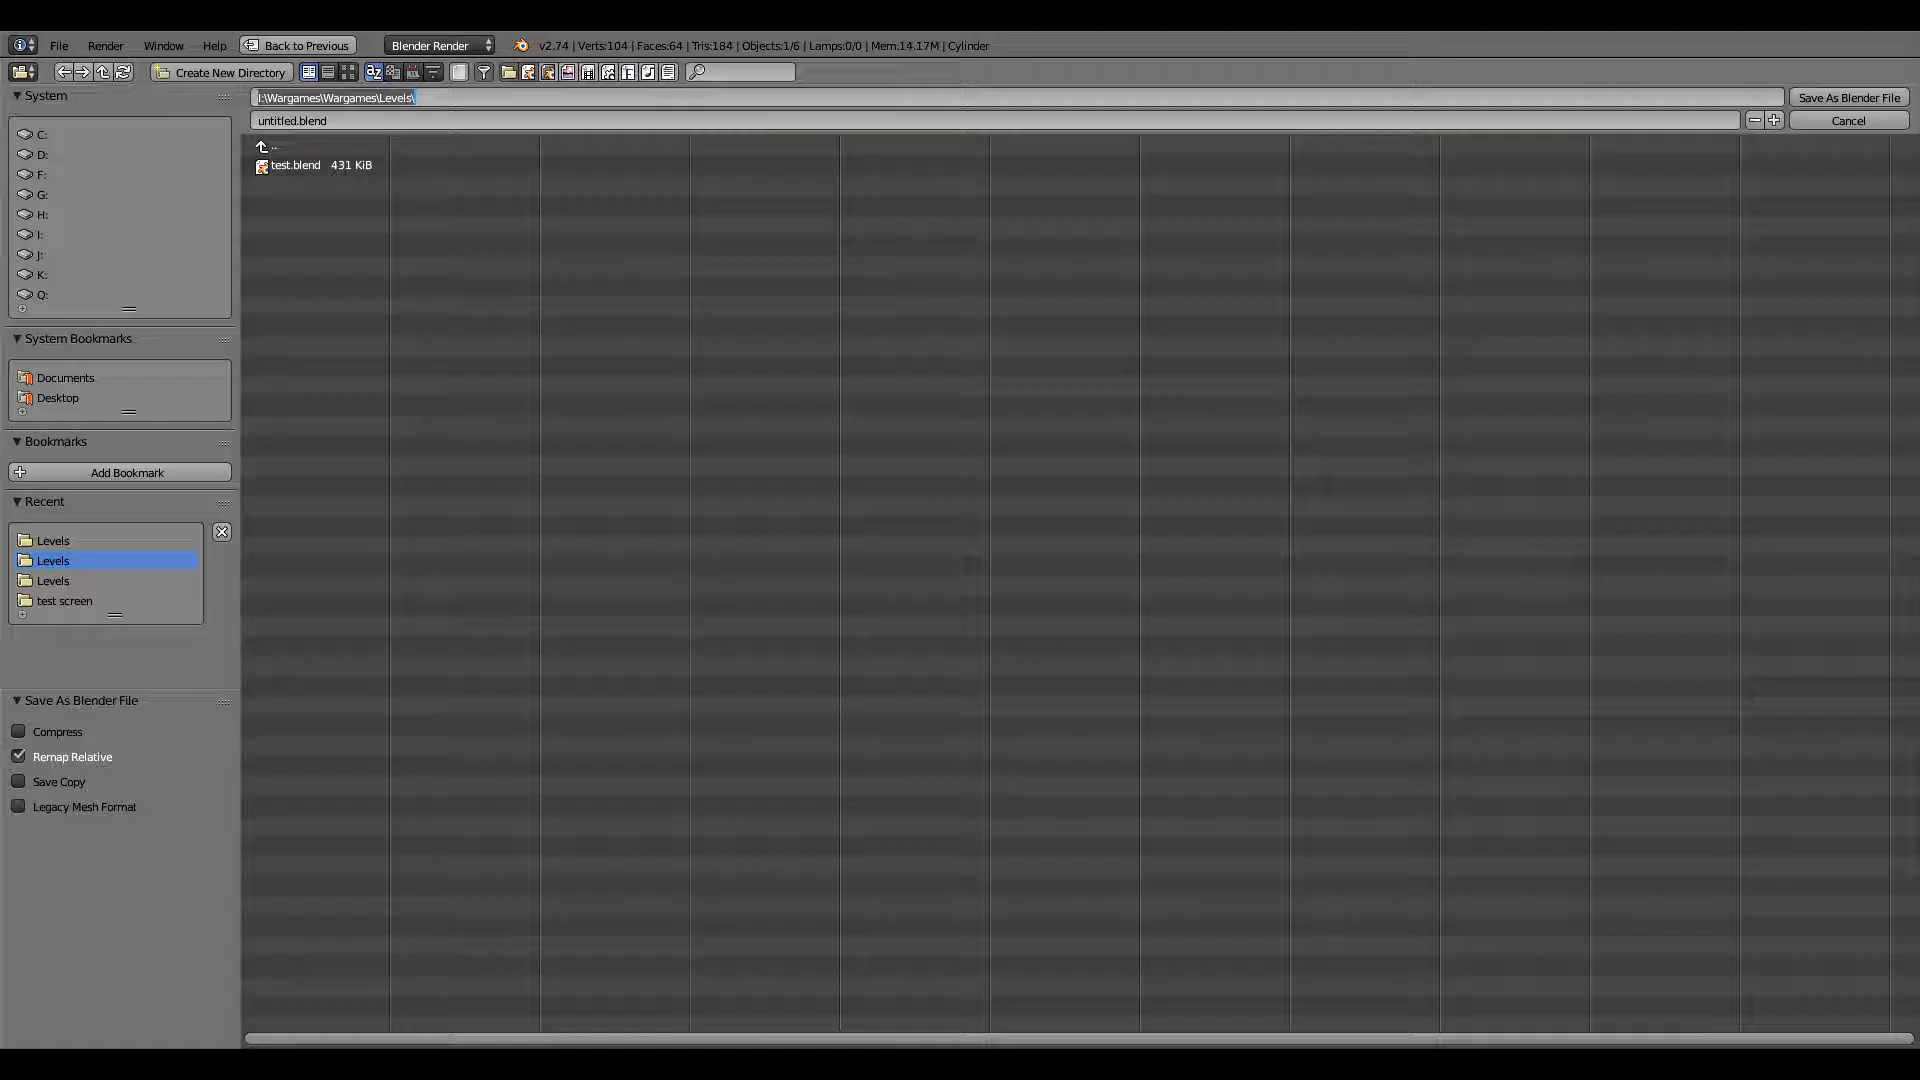 File Render Window Help Back to Previous Blender Render v2.74 | Verts:104 | Faces:64 | Tris:184 | Objects:1/6 | Lamps:0/0 | Mem:14.17M | Cylinder
Create New Directory
System
I:\Wargames\Wargames\Levels\
Save As Blender File
untitled.blend
Cancel
..
test.blend 431 KiB
C:
D:
F:
G:
H:
I:
J:
K:
Q:
System Bookmarks
Documents
Desktop
Bookmarks
Add Bookmark
Recent
Levels
Levels
Levels
test screen
Save As Blender File
Compress
Remap Relative
Save Copy
Legacy Mesh Format